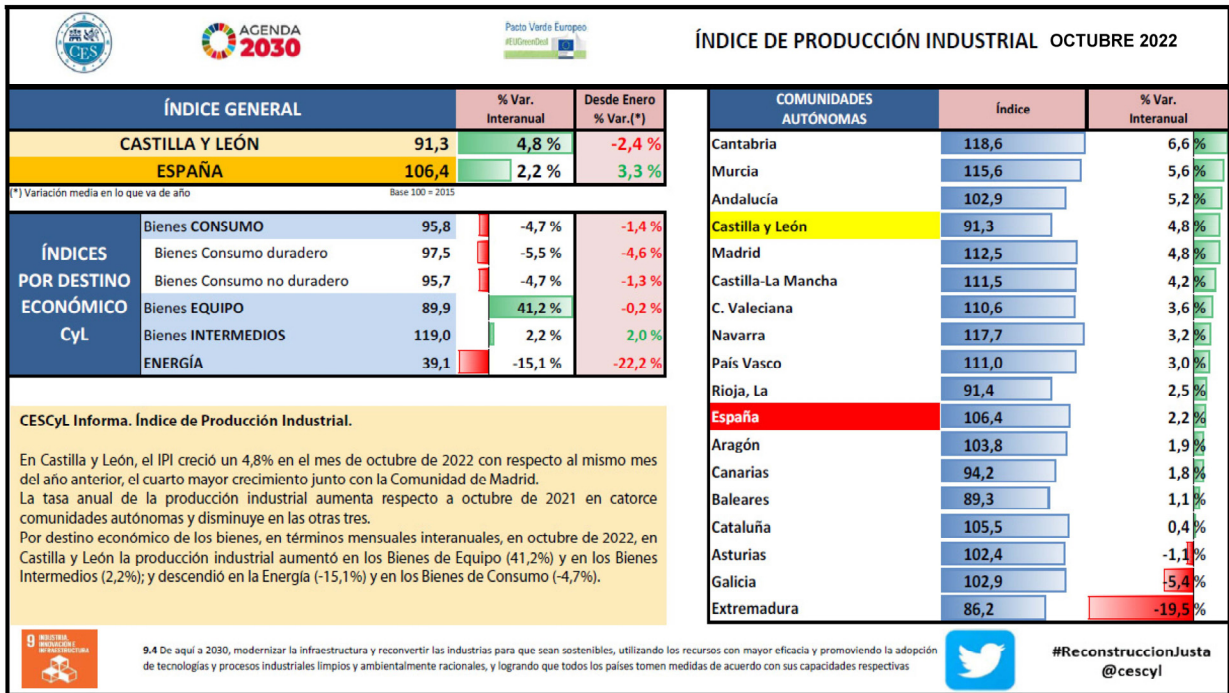 CES
AGENDA
2030
Pacto Verde Europeo
#EUGreenDeal
ÍNDICE DE PRODUCCIÓN INDUSTRIAL OCTUBRE 2022
ÍNDICE GENERAL % Var. Interanual Desde Enero % Var.(*)
CASTILLA Y LEÓN 91,3 4,8 % -2,4 %
ESPAÑA 106,4 2,2 % 3,3 %
(*) Variación media en lo que va de año Base 100 = 2015
ÍNDICES POR DESTINO ECONÓMICO CyL
Bienes CONSUMO 95,8 -4,7 % -1,4 %
Bienes Consumo duradero 97,5 -5,5 % -4,6 %
Bienes Consumo no duradero 95,7 -4,7 % -1,3 %
Bienes EQUIPO 89,9 41,2 % -0,2 %
Bienes INTERMEDIOS 119,0 2,2 % 2,0 %
ENERGÍA 39,1 -15,1 % -22,2 %
CESCyL Informa. Índice de Producción Industrial.
En Castilla y León, el IPI creció un 4,8% en el mes de octubre de 2022 con respecto al mismo mes
del año anterior, el cuarto mayor crecimiento junto con la Comunidad de Madrid.
La tasa anual de la producción industrial aumenta respecto a octubre de 2021 en catorce
comunidades autónomas y disminuye en las otras tres.
Por destino económico de los bienes, en términos mensuales interanuales, en octubre de 2022, en
Castilla y León la producción industrial aumentó en los Bienes de Equipo (41,2%) y en los Bienes
Intermedios (2,2%); y descendió en la Energía (-15,1%) y en los Bienes de Consumo (-4,7%).
COMUNIDADES AUTÓNOMAS Índice % Var. Interanual
Cantabria 118,6 6,6 %
Murcia 115,6 5,6 %
Andalucía 102,9 5,2 %
Castilla y León 91,3 4,8 %
Madrid 112,5 4,8 %
Castilla-La Mancha 111,5 4,2 %
C. Valeciana 110,6 3,6 %
Navarra 117,7 3,2 %
País Vasco 111,0 3,0 %
Rioja, La 91,4 2,5 %
España 106,4 2,2 %
Aragón 103,8 1,9 %
Canarias 94,2 1,8 %
Baleares 89,3 1,1 %
Cataluña 105,5 0,4 %
Asturias 102,4 -1,1 %
Galicia 102,9 -5,4 %
Extremadura 86,2 -19,5 %
9 INDUSTRIA, INNOVACIÓN E INFRAESTRUCTURA
9.4 De aquí a 2030, modernizar la infraestructura y reconvertir las industrias para que sean sostenibles, utilizando los recursos con mayor eficacia y promoviendo la adopción
de tecnologías y procesos industriales limpios y ambientalmente racionales, y logrando que todos los países tomen medidas de acuerdo con sus capacidades respectivas
#ReconstruccionJusta
@cescyl